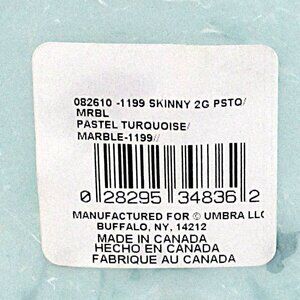 082610 -1199 SKINNY 2G PSTQ/
MRBL
PASTEL TURQUOISE/
MARBLE-1199//
0 28295 34836 2
MANUFACTURED FOR © UMBRA LLC
BUFFALO, NY, 14212
MADE IN CANADA
HECHO EN CANADA
FABRIQUE AU CANADA